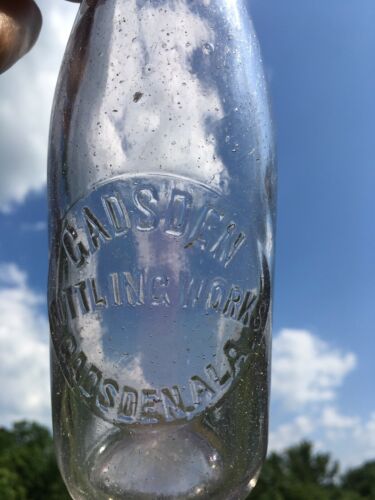 GADSDEN
BOTTLING WORKS
GADSDEN, ALA.